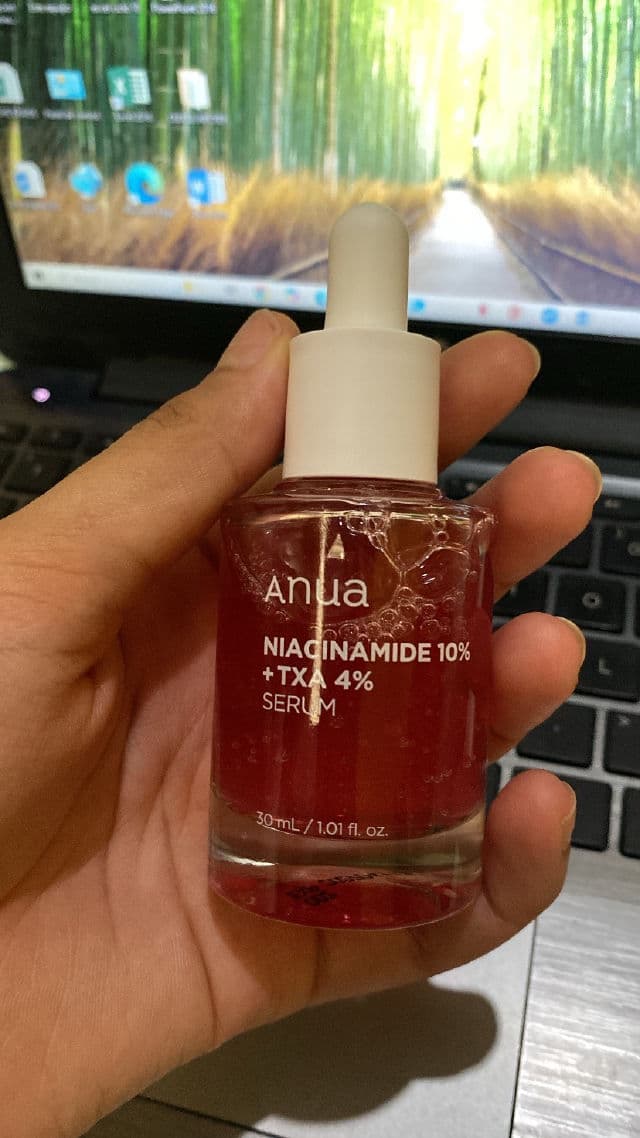 Anua
NIACINAMIDE 10%
+TXA 4%
SERUM
30 mL / 1.01 fl. oz.
L